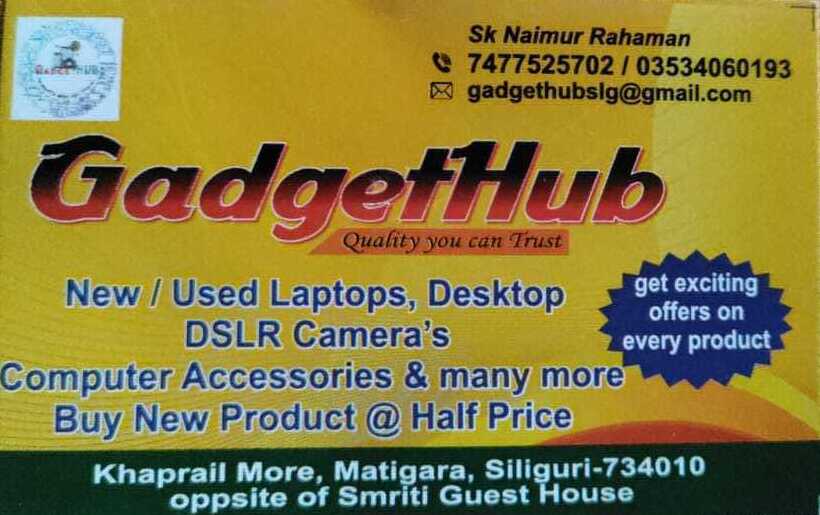 GadgetHUB
Sk Naimur Rahaman
7477525702 / 03534060193
gadgethubslg@gmail.com
GadgetHub
Quality you can Trust
New / Used Laptops, Desktop
DSLR Camera's
Computer Accessories & many more
Buy New Product @ Half Price
get exciting
offers on
every product
Khaprail More, Matigara, Siliguri-734010
oppsite of Smriti Guest House